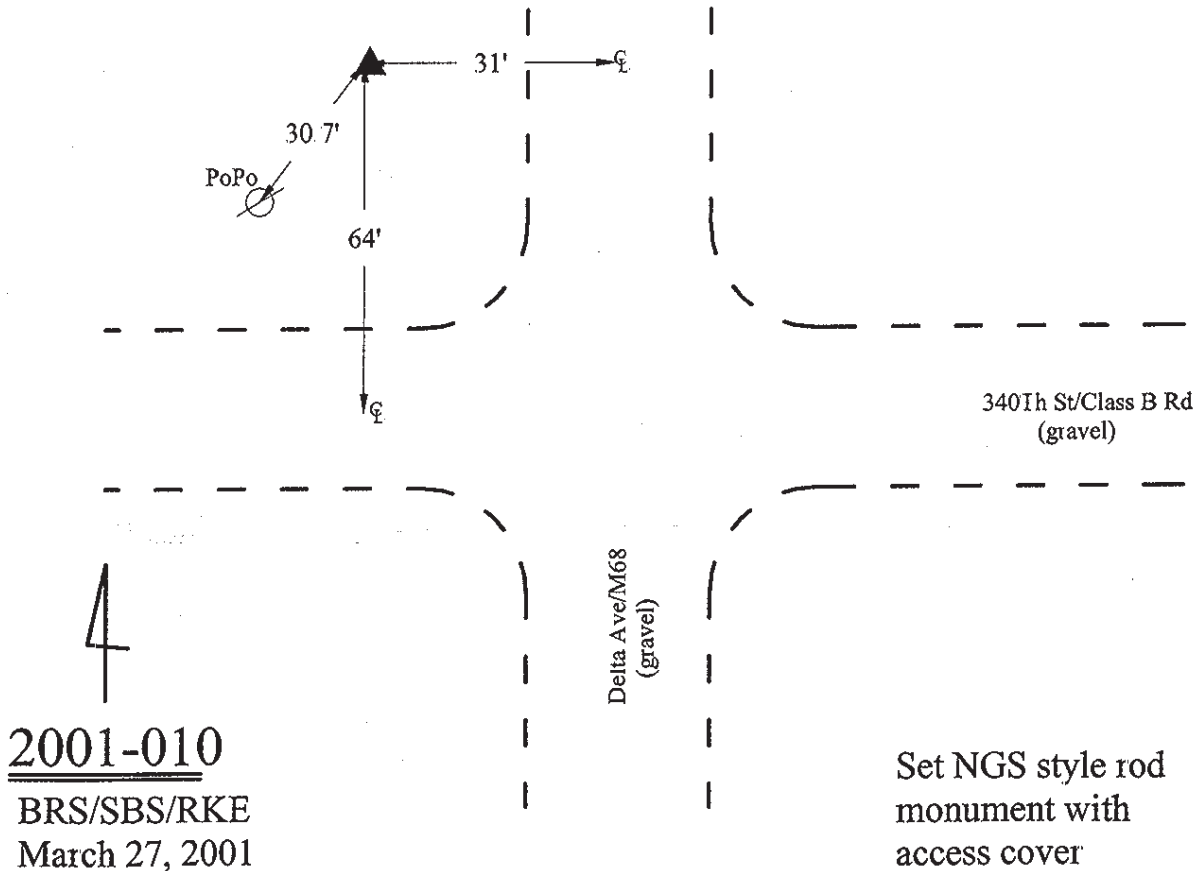 31'
℄
30.7'
PoPo
64'
℄
340Th St/Class B Rd
(gravel)
Delta Ave/M68
(gravel)
2001-010
BRS/SBS/RKE
March 27, 2001
Set NGS style rod
monument with
access cover